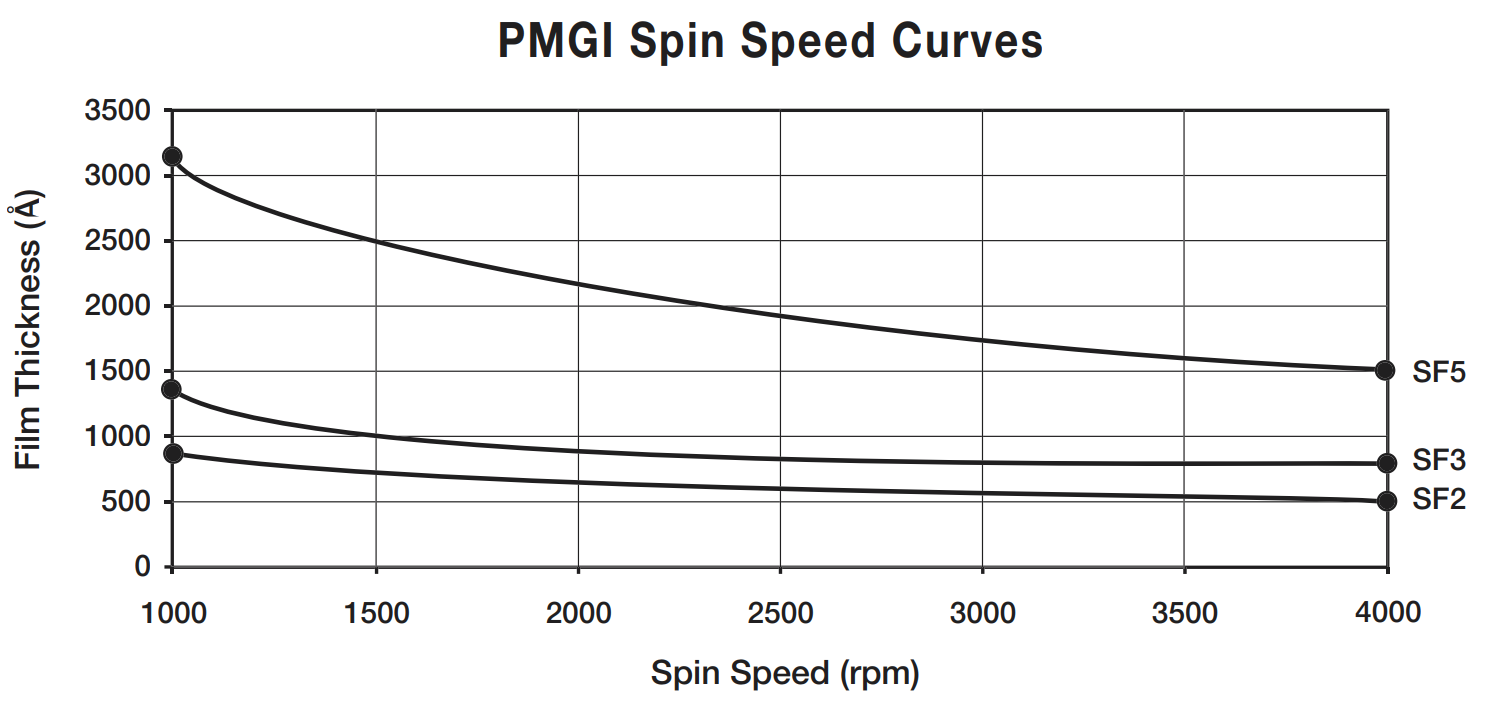 PMGI Spin Speed Curves
3500
3000
2500
2000
1500
1000
500
0
Film Thickness (Å)
SF5
SF3
SF2
1000 1500 2000 2500 3000 3500 4000
Spin Speed (rpm)